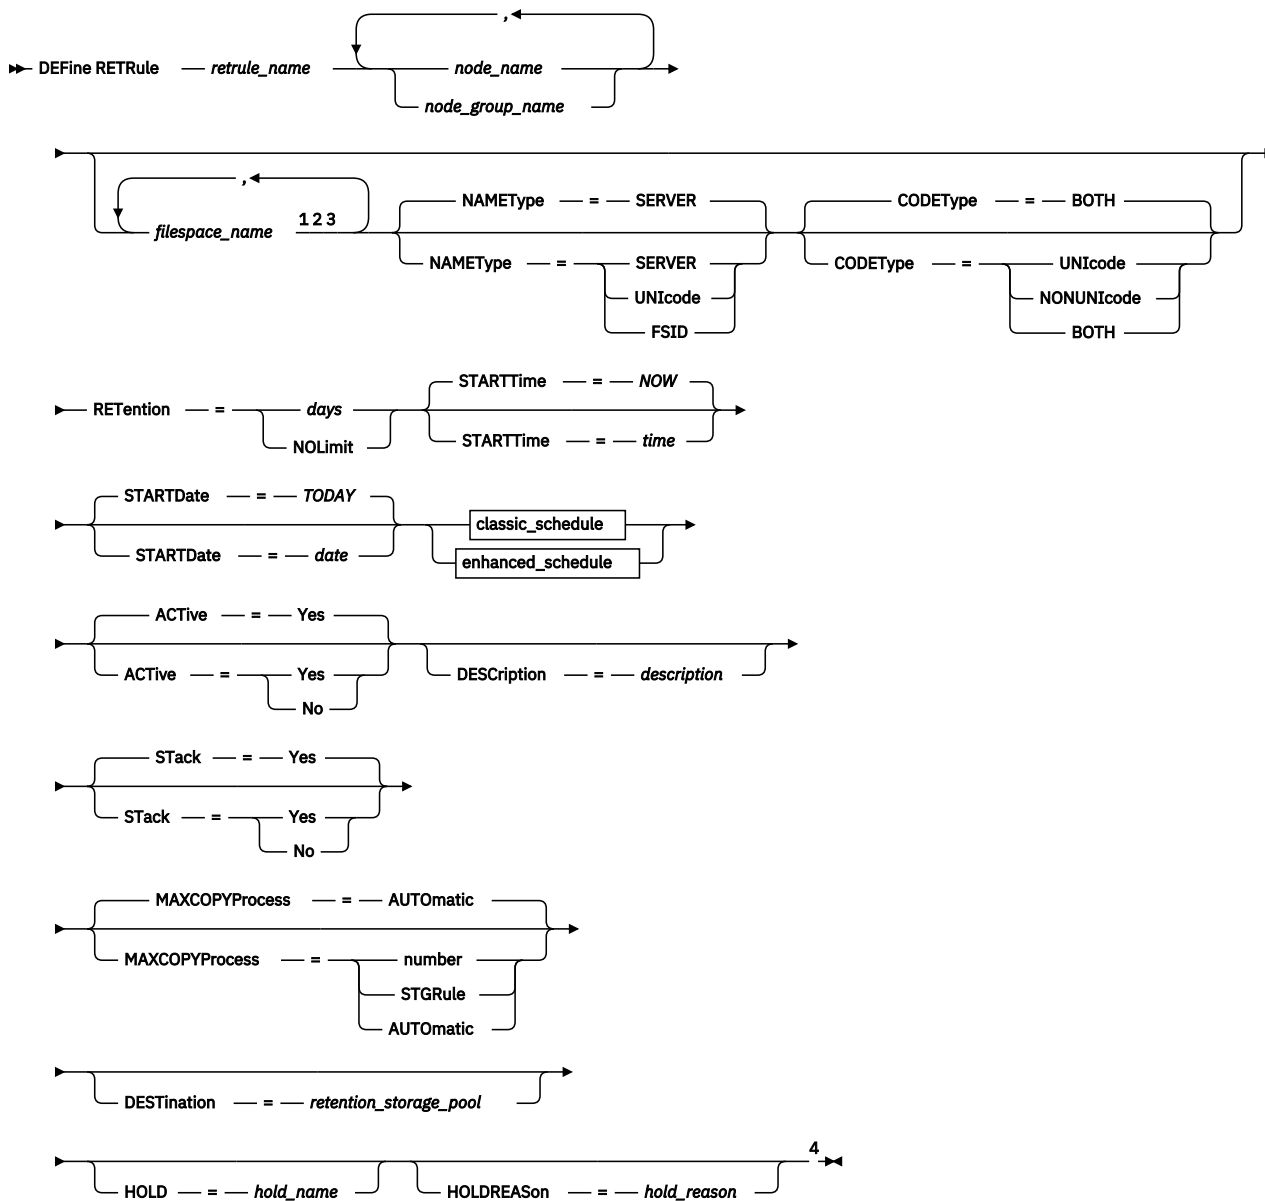 ,
DEFine RETRule retrule_name node_name
node_group_name
,
NAMEType = SERVER CODEType = BOTH
filespace_name 1 2 3
NAMEType = SERVER CODEType = UNIcode
UNIcode NONUNIcode
FSID BOTH
STARTTime = NOW
RETention = days
NOLimit STARTTime = time
STARTDate = TODAY
classic_schedule
STARTDate = date
enhanced_schedule
ACTive = Yes
ACTive = Yes DESCription = description
No
STack = Yes
STack = Yes
No
MAXCOPYProcess = AUTOmatic
MAXCOPYProcess = number
STGRule
AUTOmatic
DESTination = retention_storage_pool
4
HOLD = hold_name HOLDREASon = hold_reason